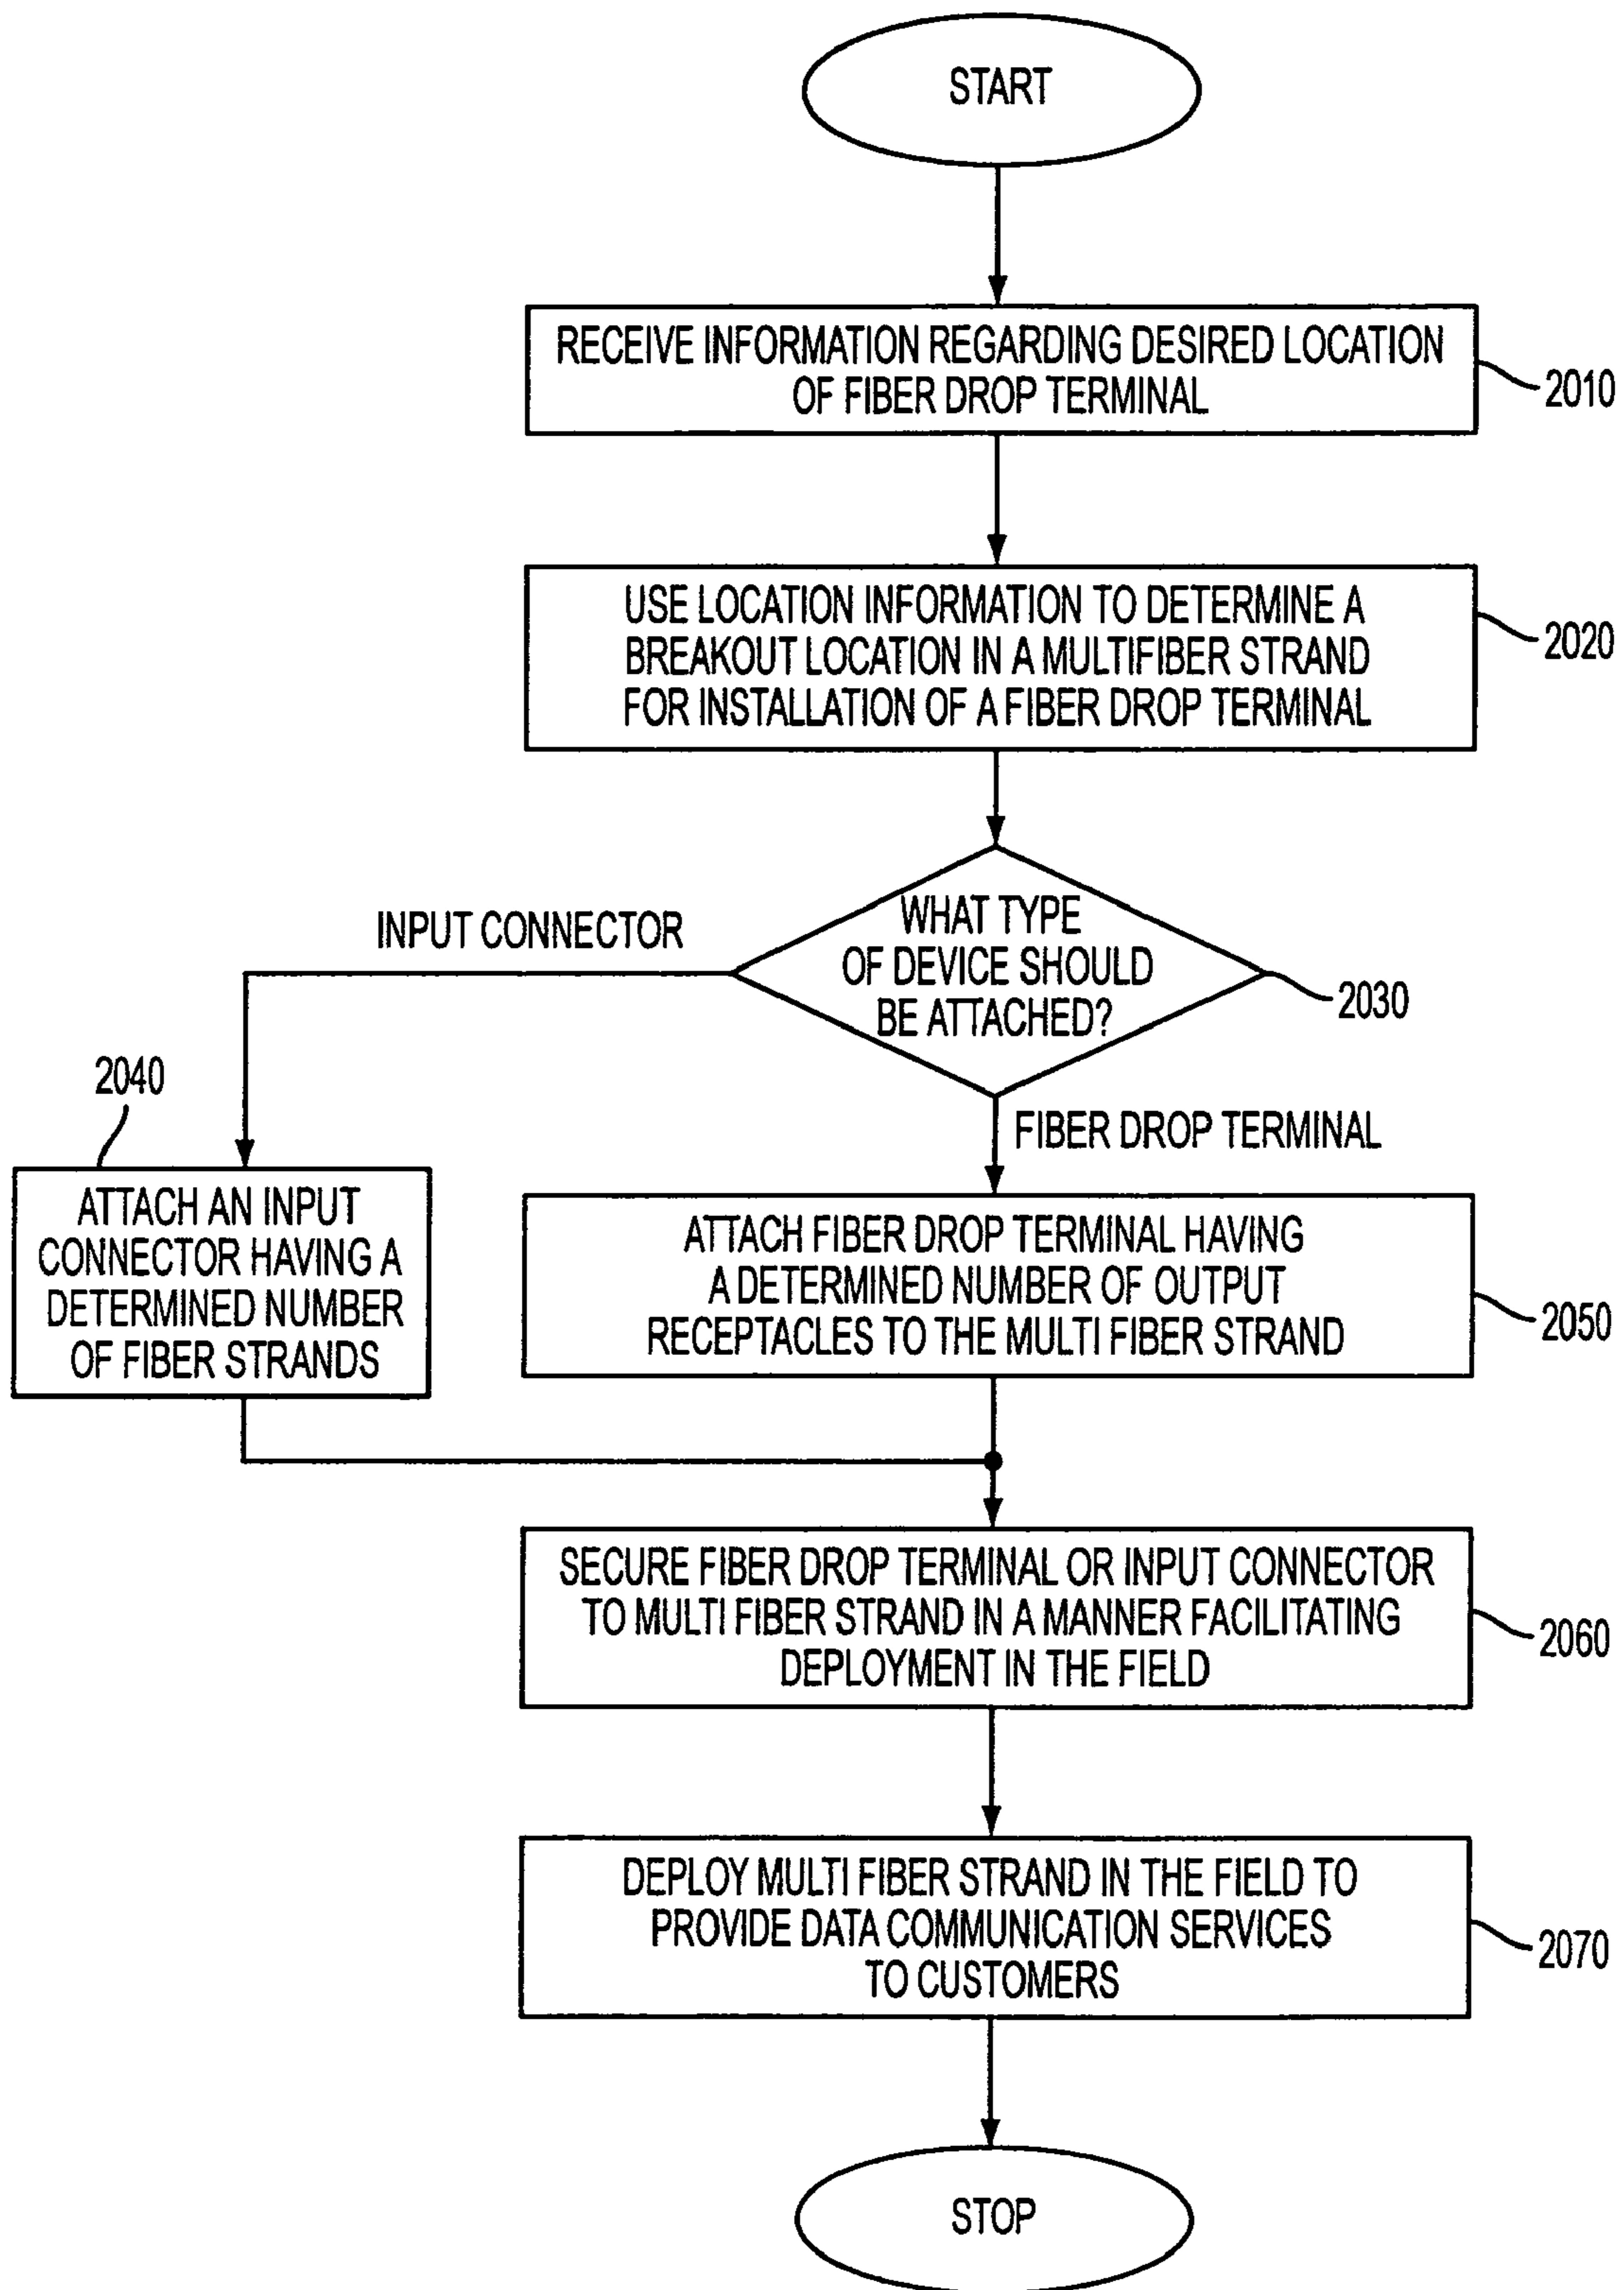 START
RECEIVE INFORMATION REGARDING DESIRED LOCATION
OF FIBER DROP TERMINAL
2010
USE LOCATION INFORMATION TO DETERMINE A
BREAKOUT LOCATION IN A MULTIFIBER STRAND
FOR INSTALLATION OF A FIBER DROP TERMINAL
2020
WHAT TYPE
OF DEVICE SHOULD
BE ATTACHED?
2030
INPUT CONNECTOR
FIBER DROP TERMINAL
2040
ATTACH AN INPUT
CONNECTOR HAVING A
DETERMINED NUMBER
OF FIBER STRANDS
ATTACH FIBER DROP TERMINAL HAVING
A DETERMINED NUMBER OF OUTPUT
RECEPTACLES TO THE MULTI FIBER STRAND
2050
SECURE FIBER DROP TERMINAL OR INPUT CONNECTOR
TO MULTI FIBER STRAND IN A MANNER FACILITATING
DEPLOYMENT IN THE FIELD
2060
DEPLOY MULTI FIBER STRAND IN THE FIELD TO
PROVIDE DATA COMMUNICATION SERVICES
TO CUSTOMERS
2070
STOP